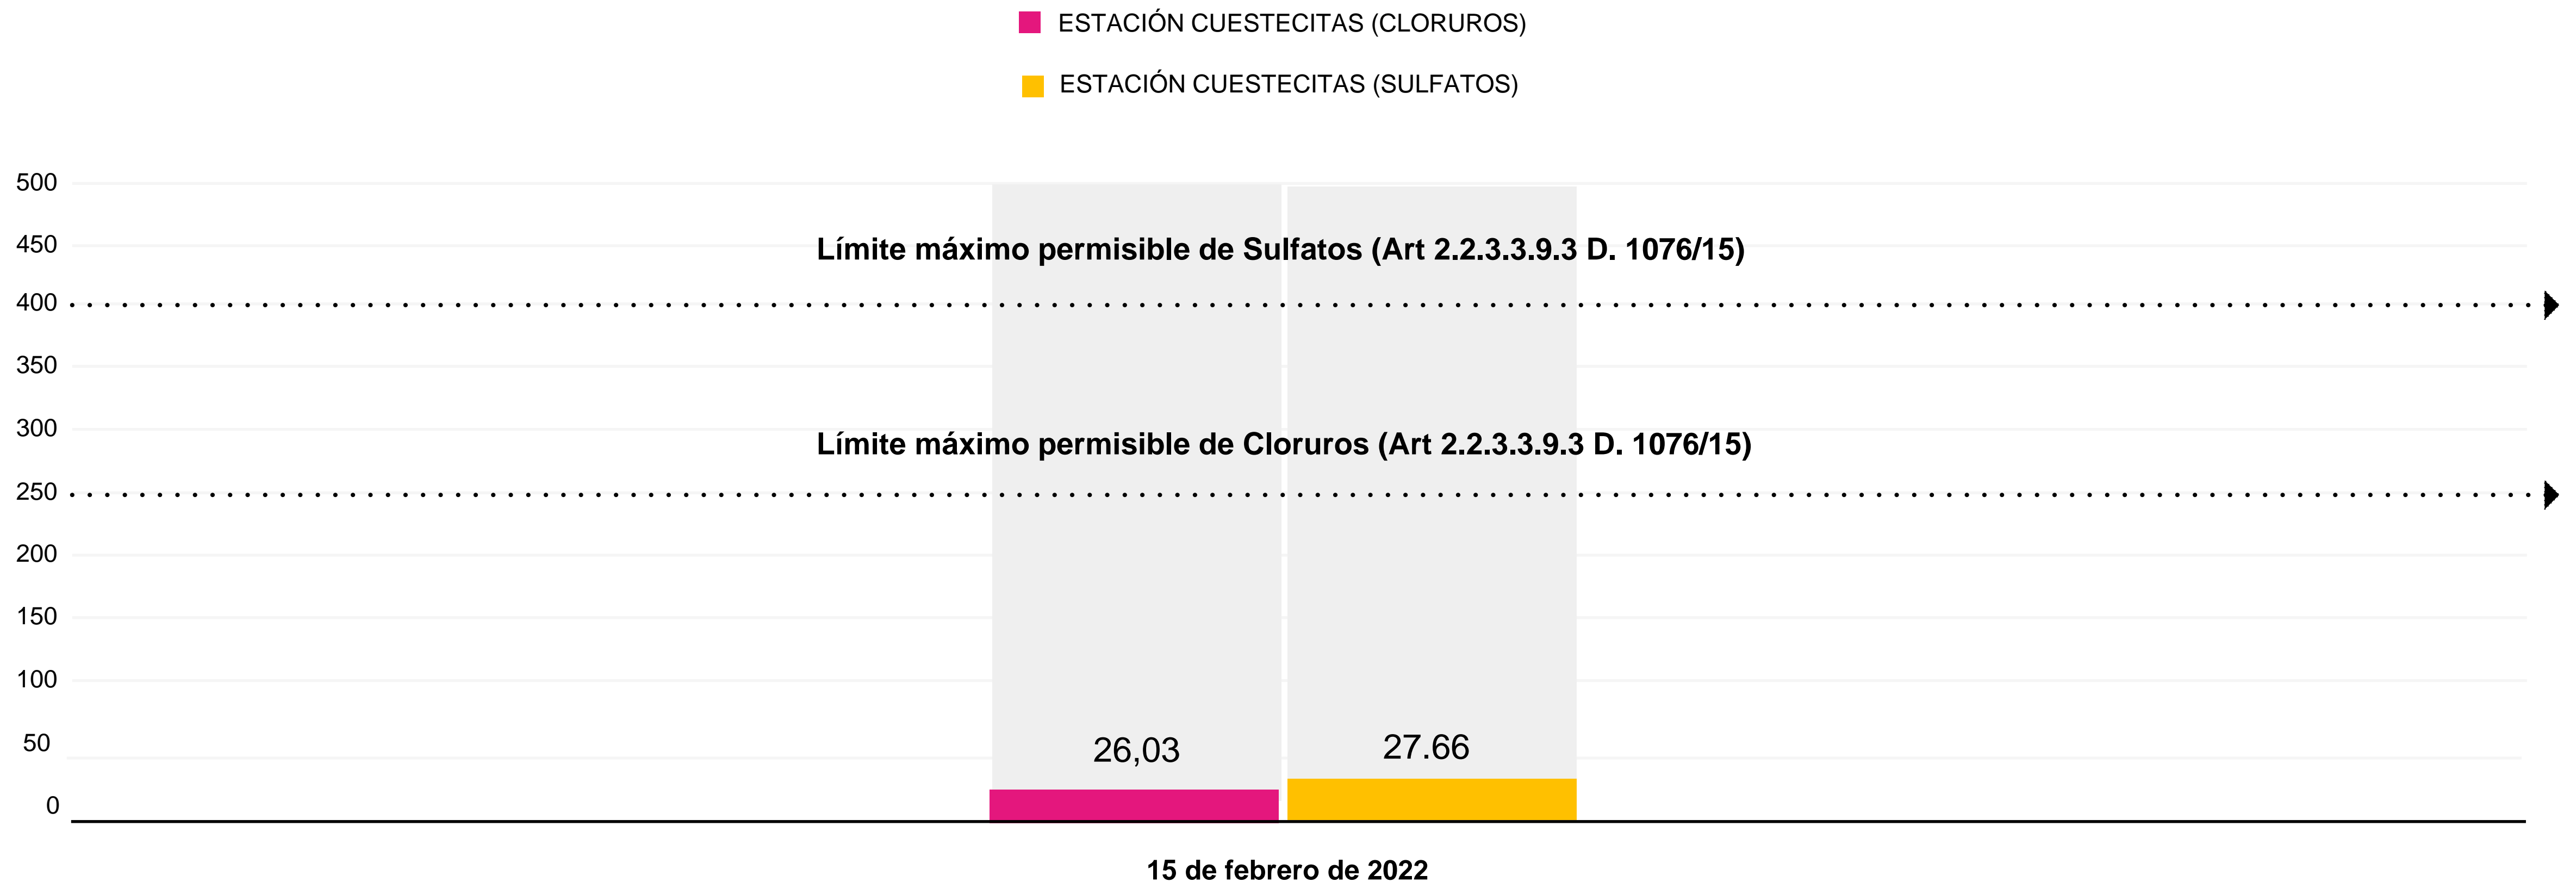 ESTACIÓN CUESTECITAS (CLORUROS)
ESTACIÓN CUESTECITAS (SULFATOS)
500
450
Límite máximo permisible de Sulfatos (Art 2.2.3.3.9.3 D. 1076/15)
400
350
300
Límite máximo permisible de Cloruros (Art 2.2.3.3.9.3 D. 1076/15)
250
200
150
100
50
26,03
27.66
0
15 de febrero de 2022